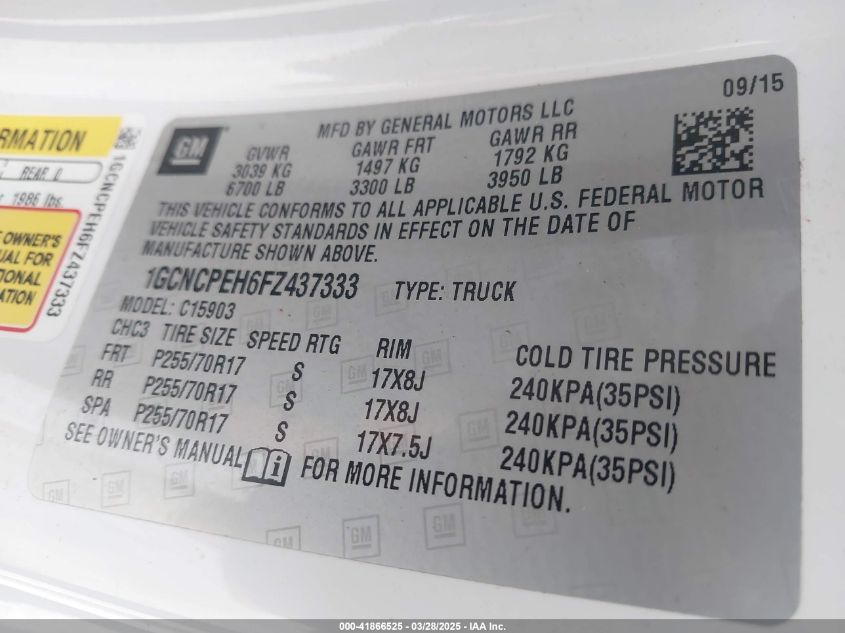 09/15
GM
MFD BY GENERAL MOTORS LLC
GVWR GAWR FRT GAWR RR
3039 KG 1497 KG 1792 KG
6700 LB 3300 LB 3950 LB
THIS VEHICLE CONFORMS TO ALL APPLICABLE U.S. FEDERAL MOTOR
VEHICLE SAFETY STANDARDS IN EFFECT ON THE DATE OF
MANUFACTURE SHOWN ABOVE.
1GCNCPEH6FZ437333 TYPE: TRUCK
MODEL: C15903
CHC3 TIRE SIZE SPEED RTG RIM COLD TIRE PRESSURE
FRT P255/70R17 S 17X8J 240KPA(35PSI)
RR P255/70R17 S 17X8J 240KPA(35PSI)
SPA P255/70R17 S 17X7.5J 240KPA(35PSI)
SEE OWNER'S MANUAL i FOR MORE INFORMATION.
GM GM GM
RMATION
REAR 0
1986 lbs.
OWNER'S
UAL FOR
TIONAL
ATION
1GCNCPEH6FZ437333
000-41866525 - 03/28/2025 - IAA Inc.